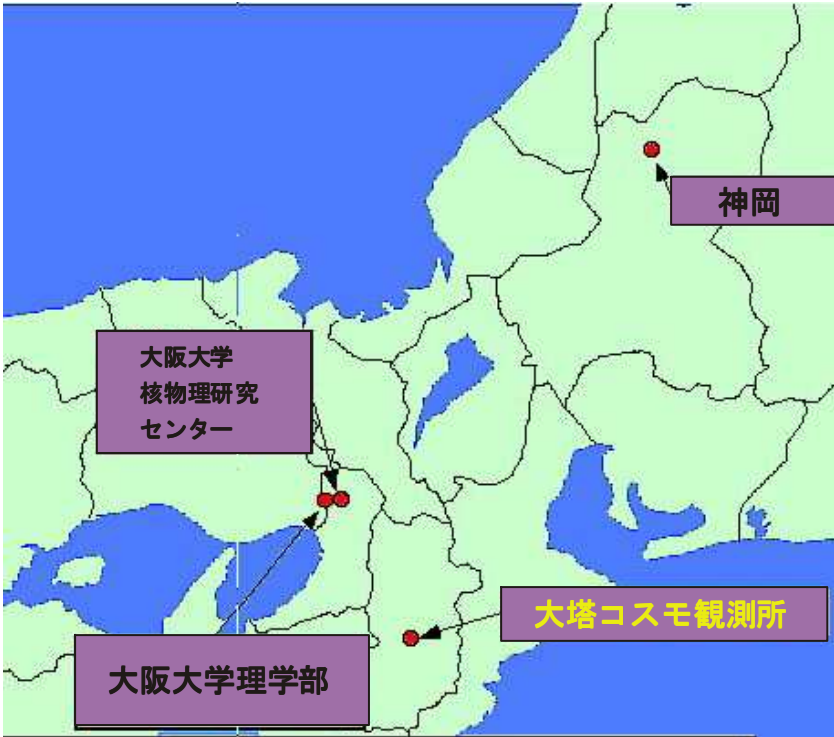 神岡
大阪大学
核物理研究
センター
大塔コスモ観測所
大阪大学理学部